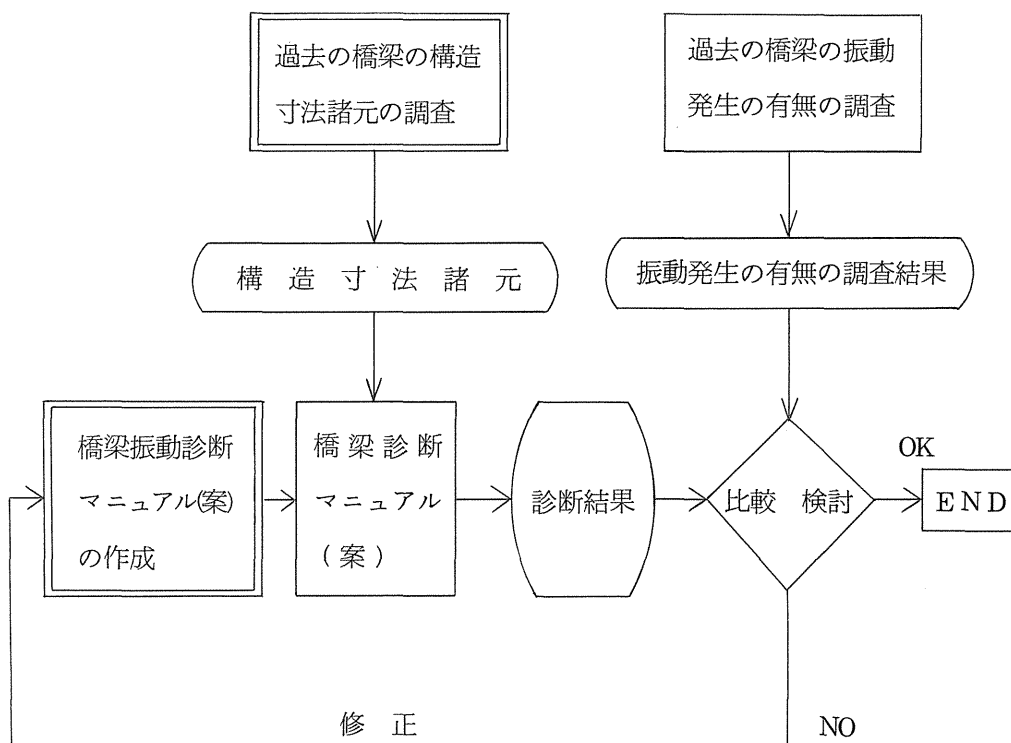 過去の橋梁の構造
寸法諸元の調査
過去の橋梁の振動
発生の有無の調査
構造寸法諸元
振動発生の有無の調査結果
橋梁振動診断
マニュアル(案)
の作成
橋梁診断
マニュアル
(案)
診断結果
比較 検討
OK
END
修正
NO